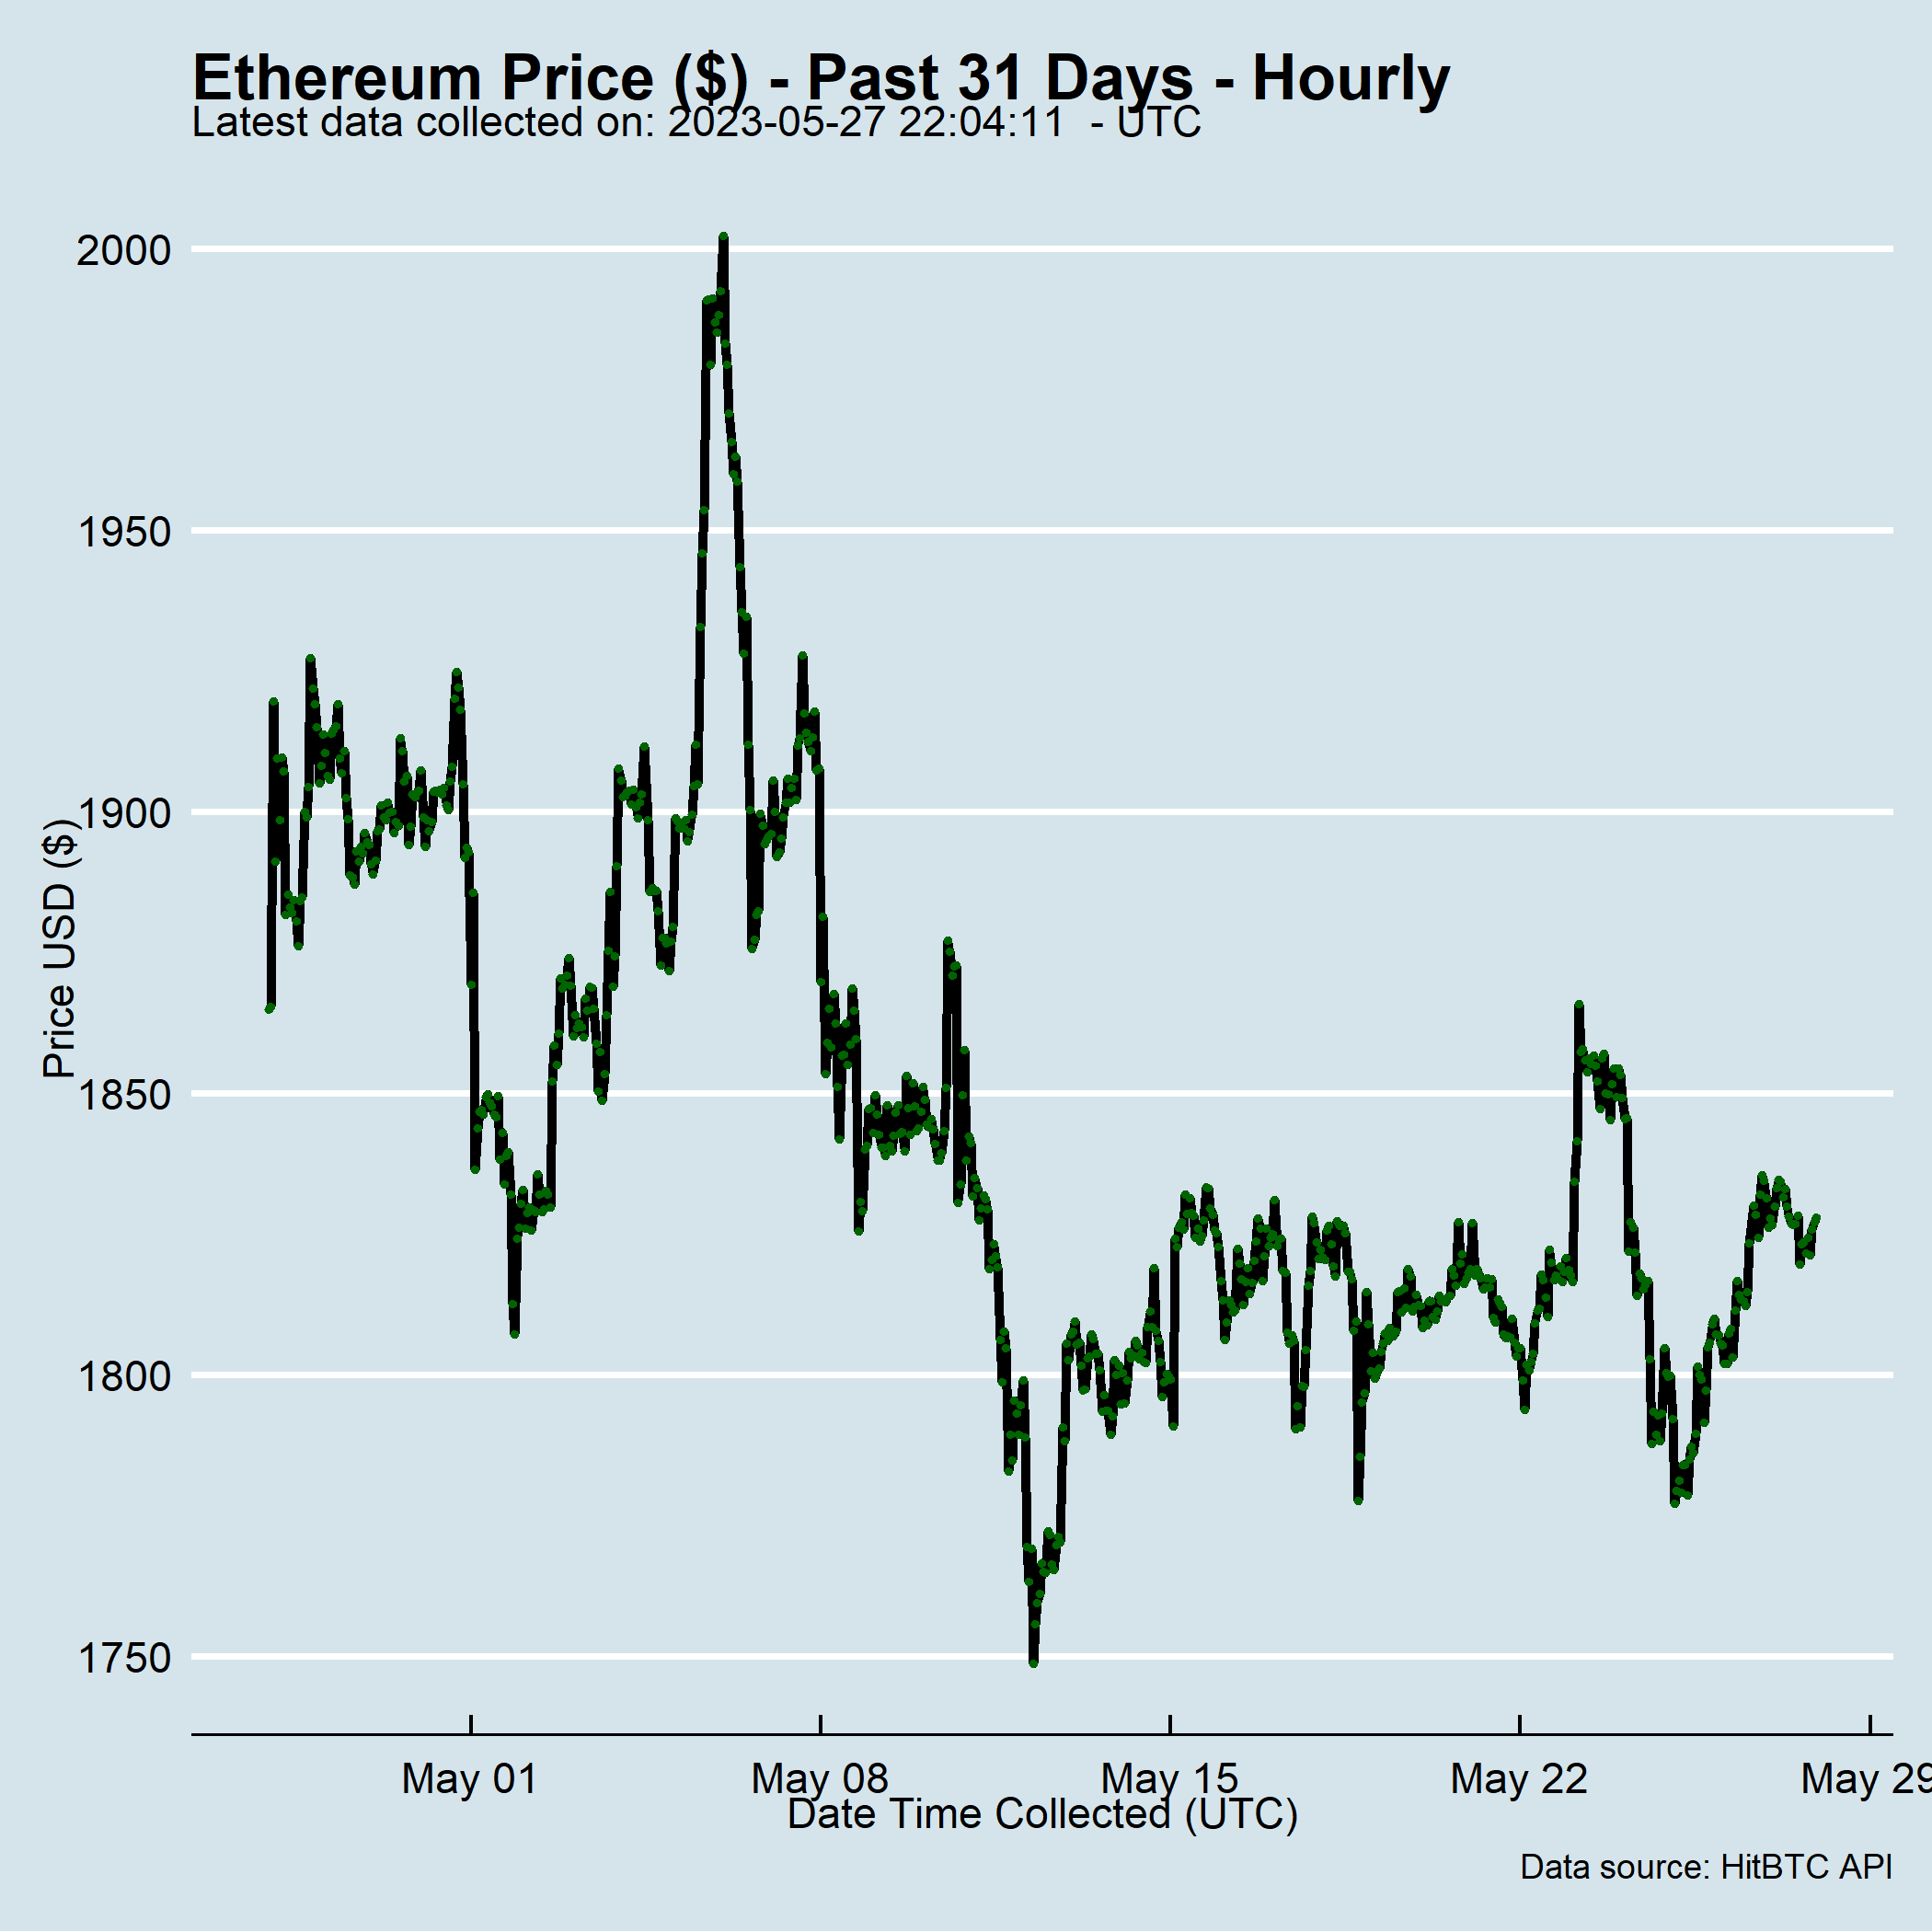 Ethereum Price ($) - Past 31 Days - Hourly
Latest data collected on: 2023-05-27 22:04:11  - UTC
2000
1950
1900
1850
1800
1750
Price USD ($)
May 01 May 08 May 15 May 22 May 29
Date Time Collected (UTC)
Data source: HitBTC API